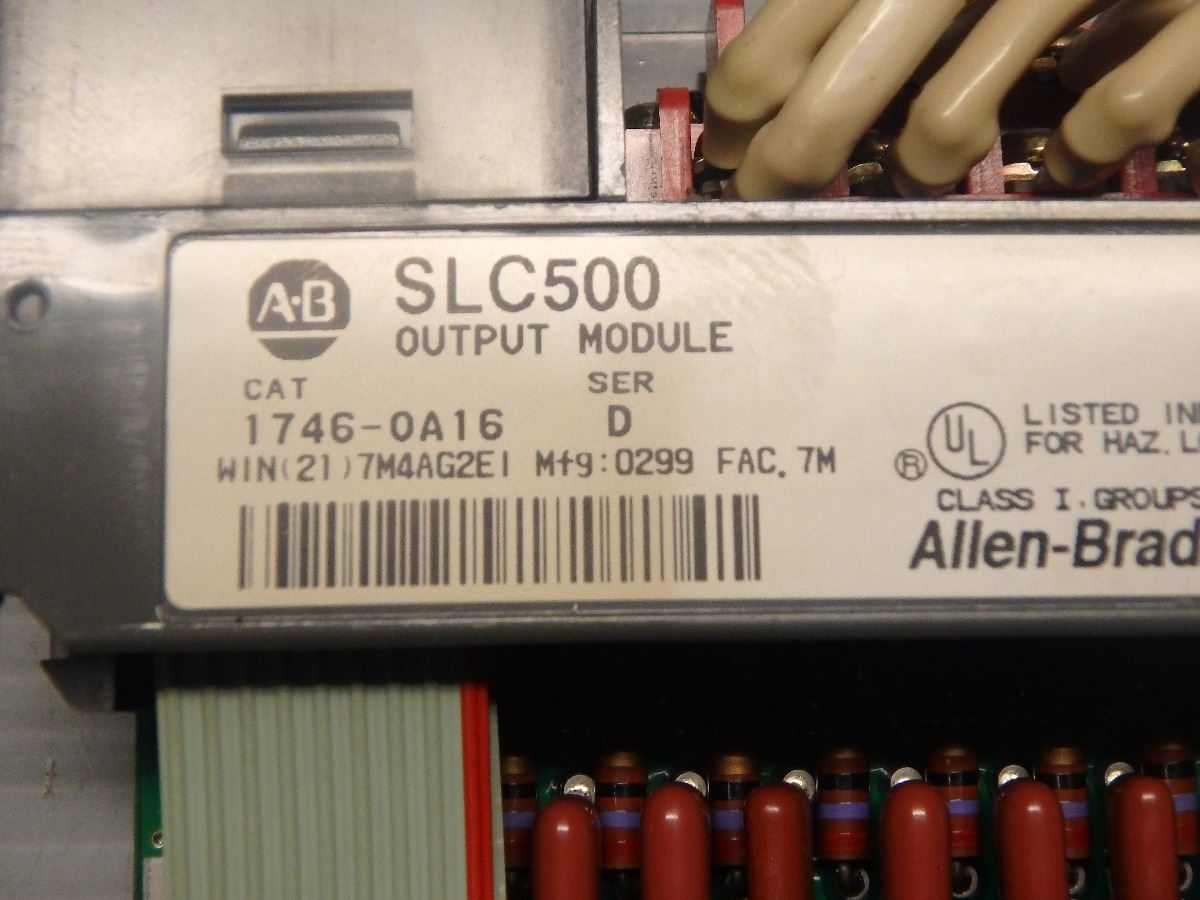 A·B SLC500
OUTPUT MODULE
CAT SER
1746-OA16 D
WIN(21)7M4AG2EI Mfg:0299 FAC. 7M
UL LISTED IN
® FOR HAZ. L
CLASS I, GROUPS
Allen-Brad